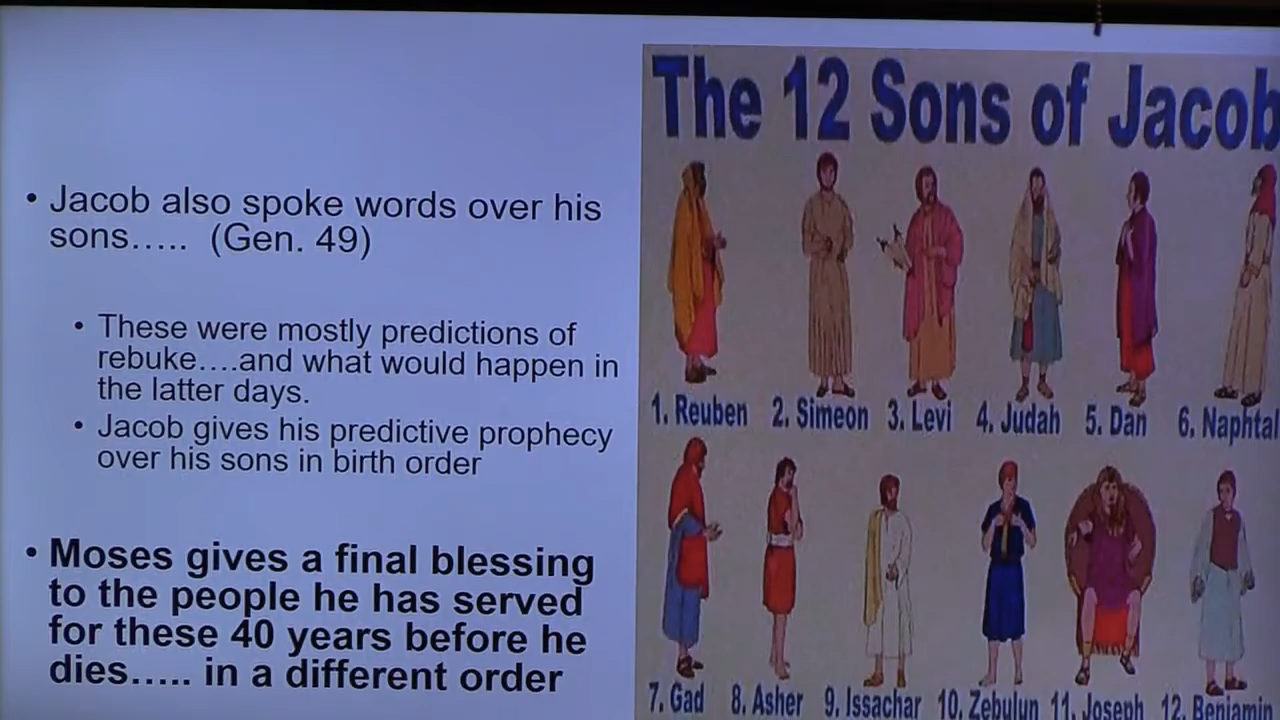 • Jacob also spoke words over his
sons….. (Gen. 49)
• These were mostly predictions of
rebuke….and what would happen in
the latter days.
• Jacob gives his predictive prophecy
over his sons in birth order
• Moses gives a final blessing
to the people he has served
for these 40 years before he
dies….. in a different order
The 12 Sons of Jacob
1. Reuben 2. Simeon 3. Levi 4. Judah 5. Dan 6. Naphtal
7. Gad 8. Asher 9. Issachar 10. Zebulun 11. Joseph 12. Benjamin